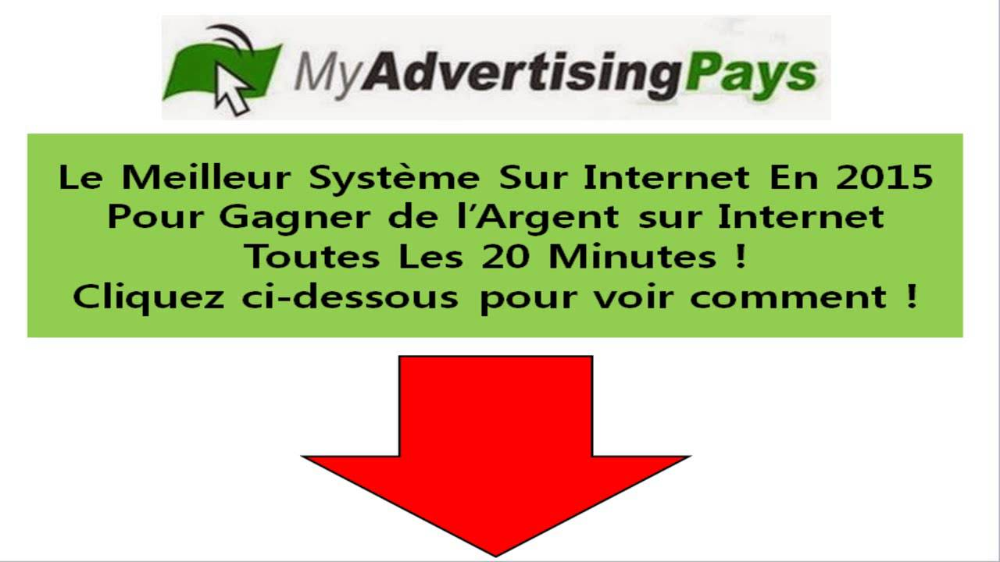 MyAdvertisingPays
Le Meilleur Système Sur Internet En 2015
Pour Gagner de l’Argent sur Internet
Toutes Les 20 Minutes !
Cliquez ci-dessous pour voir comment !